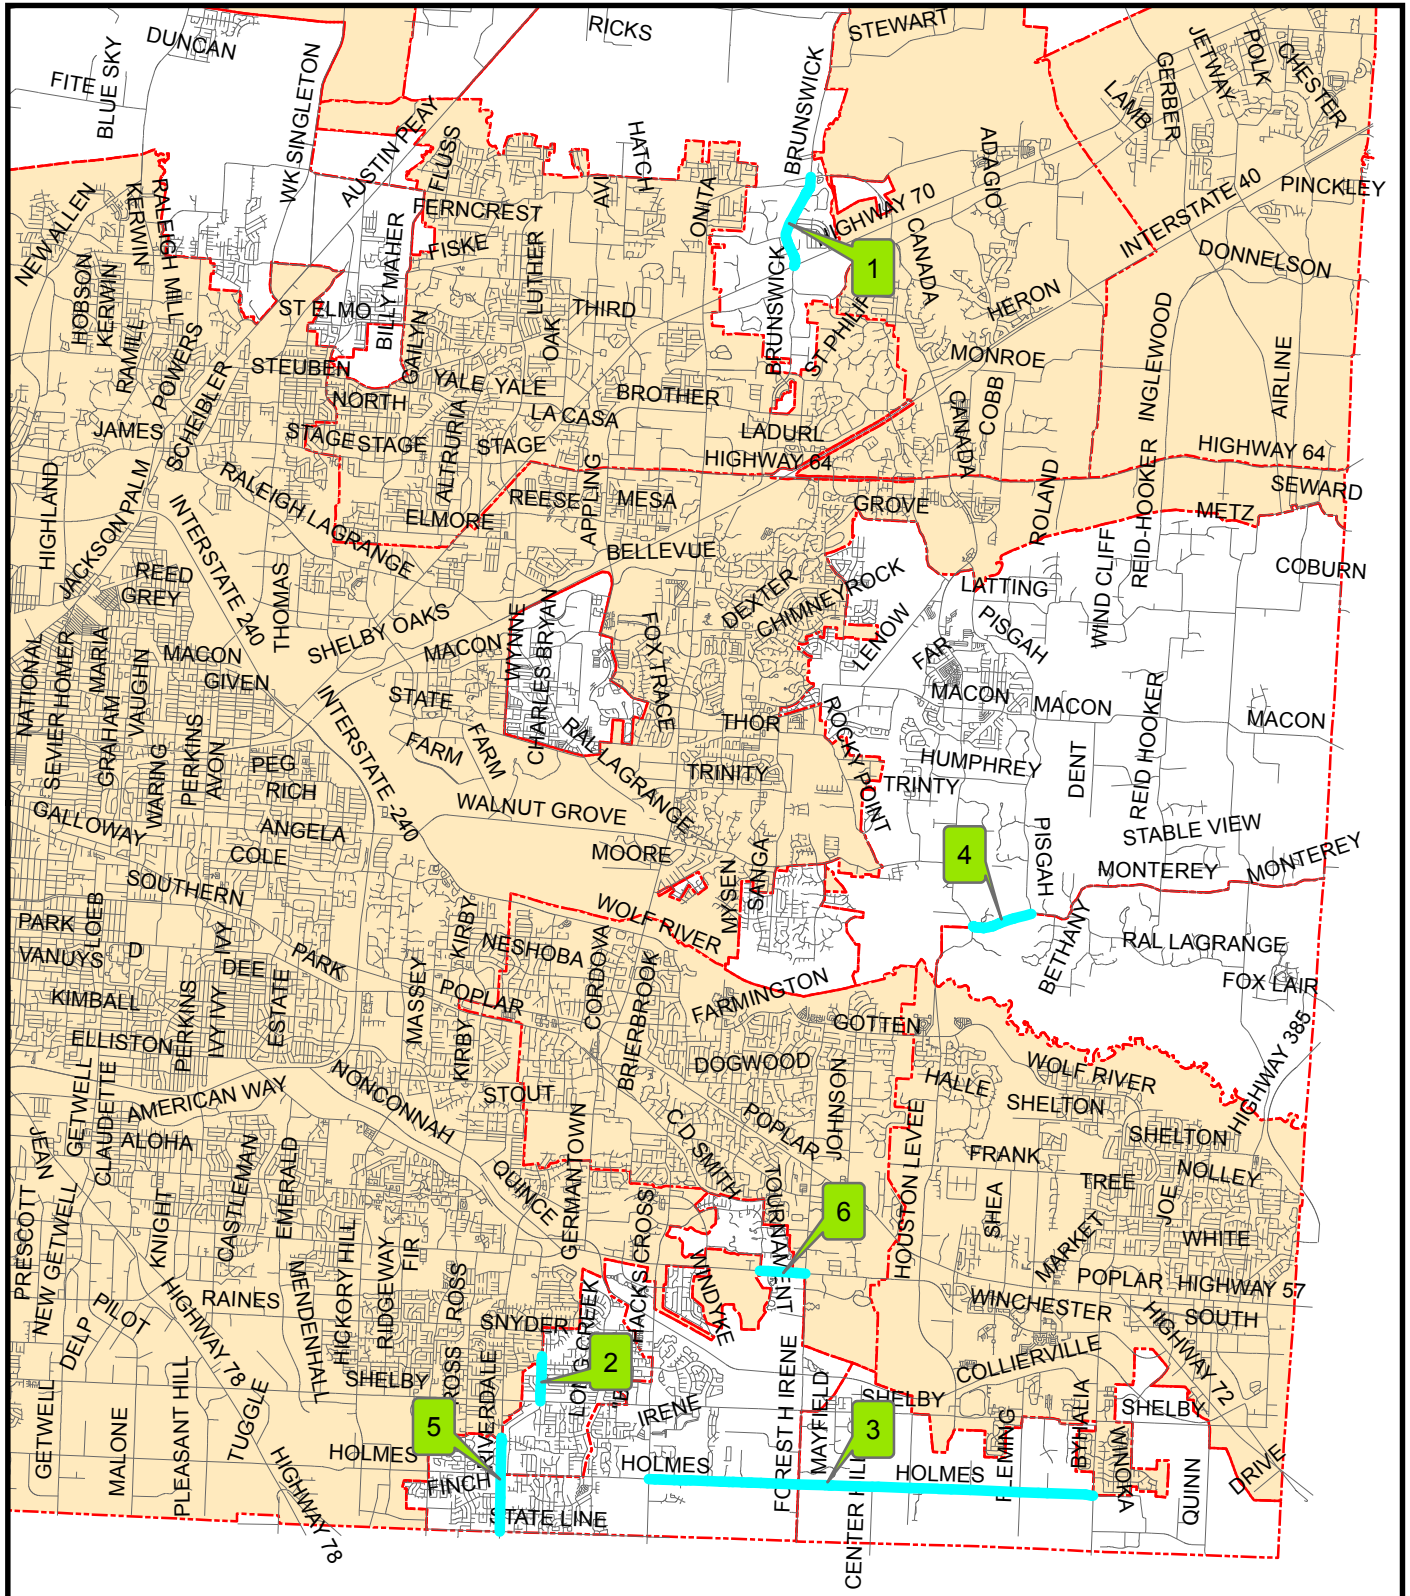 RICKS
STEWART
DUNCAN
FITE
BLUE SKY
WK SINGLETON
BRUNSWICK
GERBER
JETWAY
POLK
CHESTER
LAMB
AUSTIN PEAY
FLUSS
HATCH
AVI
ONITA
ADAGIO
PINCKLEY
NEW ALLEN
KERWIN
RALEIGH MILL
FERNCREST
FISKE
LUTHER
HIGHWAY 70
INTERSTATE 40
DONNELSON
CANADA
1
HOBSON
KERWIN
RAMILL
BILLY MAHER
ST ELMO
THIRD
OAK
BRUNSWICK
HERON
INGLEWOOD
POWERS
STEUBEN
GAILYN
YALE
YALE
BROTHER
MONROE
AIRLINE
SCHEIBLER
NORTH
LA CASA
COBB
CANADA
JAMES
STAGE
STAGE
STAGE
ALTRURIA
LADURL
HIGHWAY 64
HIGHWAY 64
HIGHLAND
JACKSON
PALM
RALEIGH LAGRANGE
REESE
MESA
APPLING
GROVE
ROLAND
REID-HOOKER
SEWARD
METZ
ELMORE
INTERSTATE 240
BELLEVUE
COBURN
REED
GREY
THOMAS
DEXTER
CHIMNEYROCK
LATTING
WIND CLIFF
SHELBY OAKS
MACON
WYNNE
CHARLES BRYAN
FOX TRACE
LENOW
FAR
PISGAH
NATIONAL
HOMER
SEVIER
MARIA
GRAHAM
VAUGHN
MACON
GIVEN
STATE
MACON
MACON
MACON
REID HOOKER
INTERSTATE 240
FARM
FARM
THOR
ROCKY POINT
WARING
PERKINS
AVON
PEG
RICH
RAL LAGRANGE
TRINITY
HUMPHREY
TRINTY
DENT
GALLOWAY
ANGELA
COLE
WALNUT GROVE
MOORE
STABLE VIEW
4
PISGAH
MONTEREY
MONTEREY
SOUTHERN
MYSEN
SANGA
PARK
LOEB
VANUYS
D
IVY
DEE
PARK
KIRBY
NESHOBA
WOLF RIVER
CORDOVA
BRIERBROOK
BETHANY
RAL LAGRANGE
FOX LAIR
KIMBALL
ESTATE
MASSEY
POPLAR
FARMINGTON
GOTTEN
ELLISTON
PERKINS
IVY
IVY
KIRBY
DOGWOOD
HIGHWAY 385
GETWELL
CLAUDETTE
AMERICAN WAY
NONCONNAH
STOUT
JOHNSON
HALLE
WOLF RIVER
SHELTON
JEAN
ALOHA
C D SMITH
POPLAR
HOUSTON LEVEE
FRANK
SHELTON
NOLLEY
PRESCOTT
NEW GETWELL
KNIGHT
CASTLEMAN
EMERALD
QUINCE
GERMANTOWN
HACKS CROSS
TOURNAMENT
6
SHEA
TREE
JOE
WHITE
HICKORY HILL
RIDGEWAY
FIR
MARKET
POPLAR
HIGHWAY 57
PILOT
DELP
HIGHWAY 78
RAINES
MENDENHALL
ROSS
SNYDER
LONG CREEK
WINDYKE
WINCHESTER
SOUTH
HIGHWAY 72
2
SHELBY
ROSS
RIVERDALE
FOREST H IRENE
COLLIERVILLE
GETWELL
MALONE
PLEASANT HILL
TUGGLE
5
IRENE
MAYFIELD
SHELBY
3
SHELBY
BYHALIA
HOLMES
HIGHWAY 78
FINCH
HOLMES
HOLMES
WINOKA
QUINN
DRIVE
STATE LINE